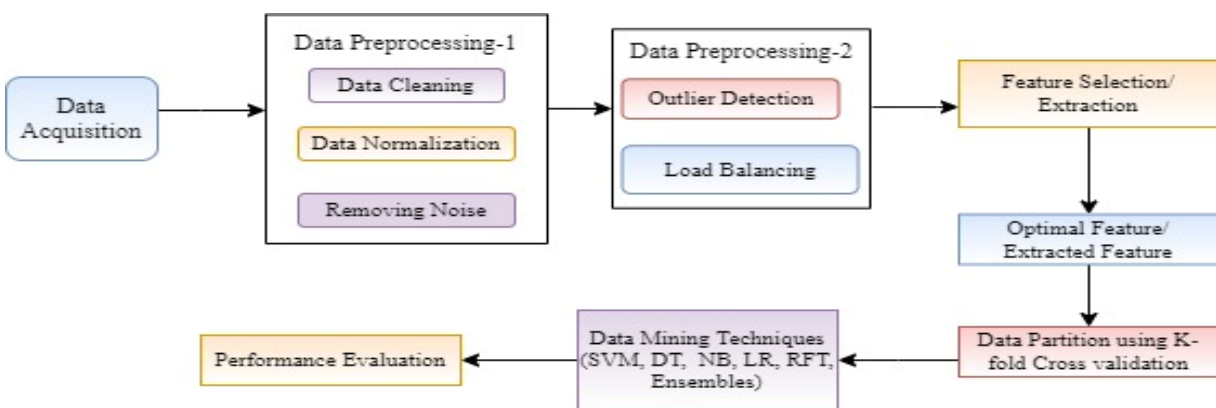 Data
Acquisition
Data Preprocessing-1
Data Cleaning
Data Normalization
Removing Noise
Data Preprocessing-2
Outlier Detection
Load Balancing
Feature Selection/
Extraction
Optimal Feature/
Extracted Feature
Data Partition using K-
fold Cross validation
Data Mining Techniques
(SVM, DT, NB, LR, RFT,
Ensembles)
Performance Evaluation